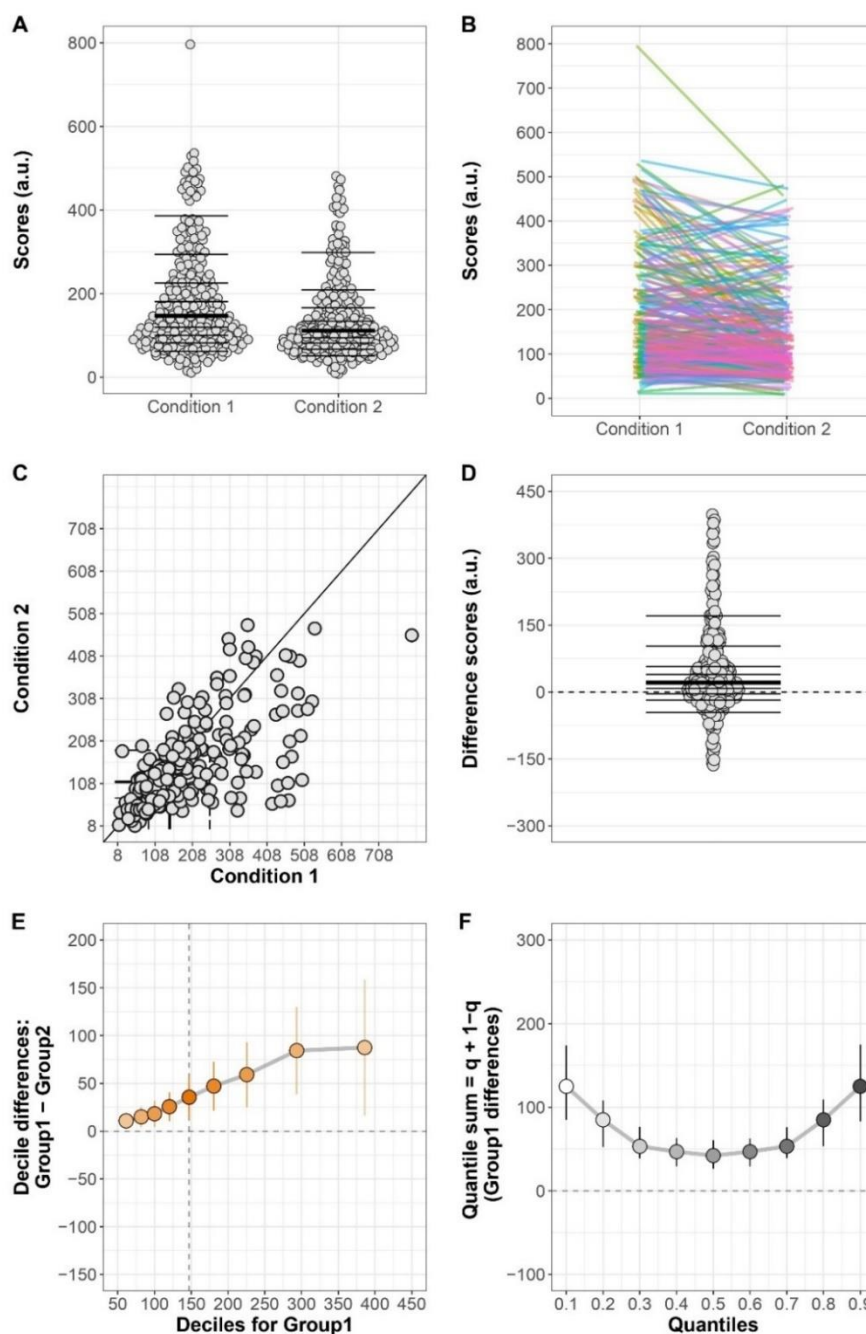 A
Scores (a.u.)
800
600
400
200
0
Condition 1 Condition 2
B
Scores (a.u.)
800
700
600
500
400
300
200
100
0
Condition 1 Condition 2
C
Condition 2
708
608
508
408
308
208
108
8
8 108 208 308 408 508 608 708
Condition 1
D
Difference scores (a.u.)
450
300
150
0
−150
−300
E
Decile differences:
Group1 − Group2
200
150
100
50
0
−50
−100
−150
50 100 150 200 250 300 350 400 450
Deciles for Group1
F
Quantile sum = q + 1−q
(Group1 differences)
300
200
100
0
−100
0.1 0.2 0.3 0.4 0.5 0.6 0.7 0.8 0.9
Quantiles